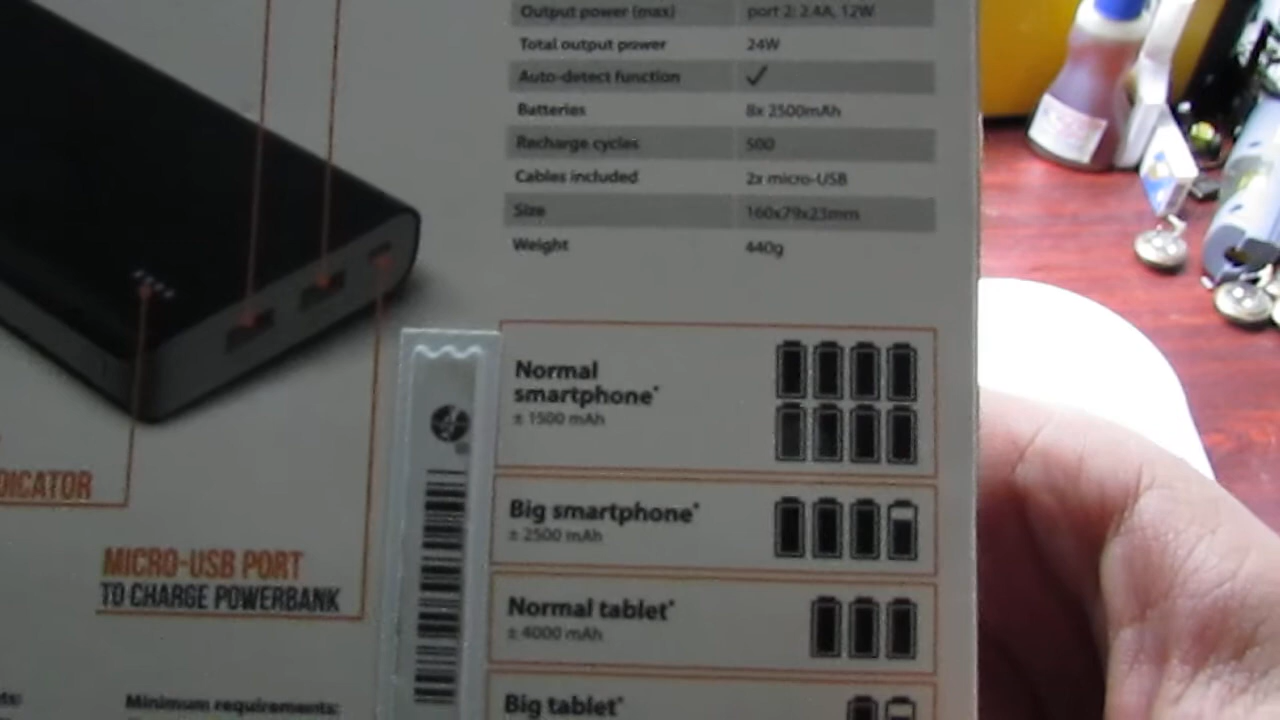 Output power (max) port 2: 2.4A, 12W
Total output power 24W
Auto-detect function ✓
Batteries 8x 2500mAh
Recharge cycles 500
Cables included 2x micro-USB
Size 160x79x23mm
Weight 440g
Normal
smartphone*
± 1500 mAh
DICATOR
Big smartphone*
± 2500 mAh
MICRO-USB PORT
TO CHARGE POWERBANK
Normal tablet*
± 4000 mAh
Minimum requirements:
Big tablet*